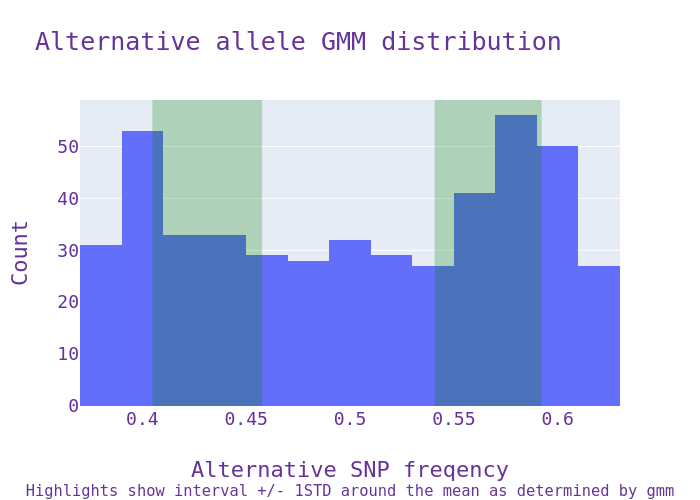 Alternative allele GMM distribution
50
40
30
20
10
0
Count
0.4 0.45 0.5 0.55 0.6
Alternative SNP freqency
Highlights show interval +/- 1STD around the mean as determined by gmm